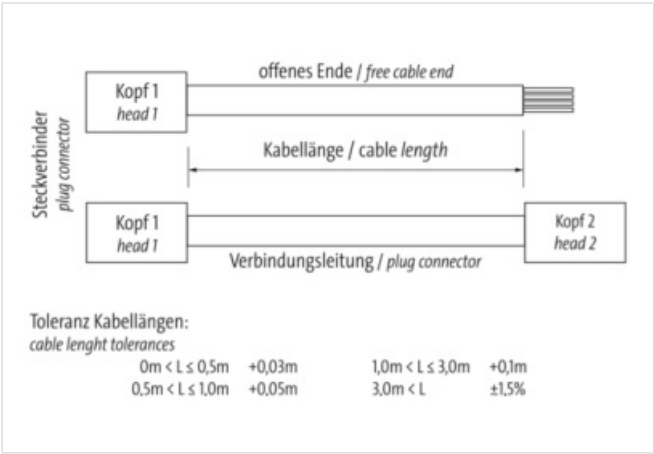 offenes Ende / free cable end
Kopf 1
head 1
Steckverbinder
plug connector
Kabellänge / cable length
Kopf 1
head 1
Kopf 2
head 2
Verbindungsleitung / plug connector
Toleranz Kabellängen:
cable lenght tolerances
0m < L ≤ 0,5m +0,03m 1,0m < L ≤ 3,0m +0,1m
0,5m < L ≤ 1,0m +0,05m 3,0m < L ±1,5%